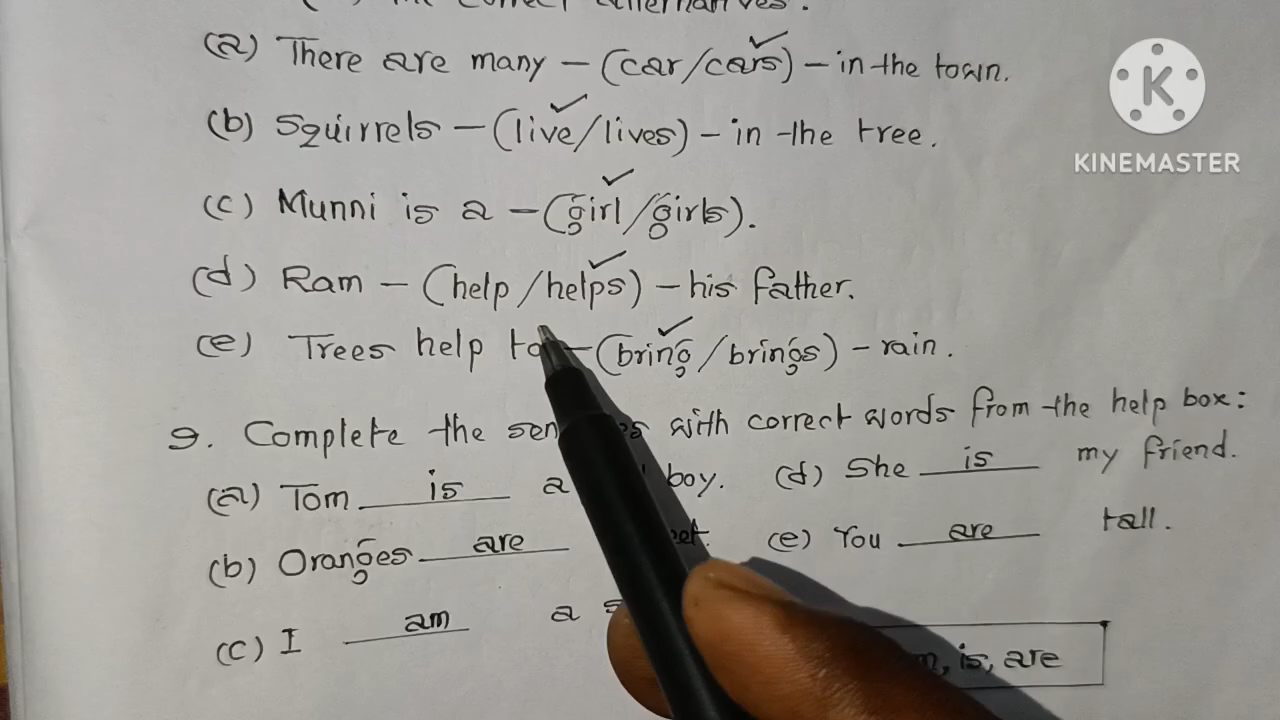 correct alternatives.
(a) There are many - (car/cars) - in the town.
KINEMASTER
(b) Squirrels - (live/lives) - in the tree.
(c) Munni is a - (girl/girls).
(d) Ram - (help/helps) - his father.
(e) Trees help to - (bring/brings) - rain.
9. Complete the with correct words from the help box:
(a) Tom is a boy. (d) She is my friend.
(b) Oranges are (e) You are tall.
(c) I am a
is, are